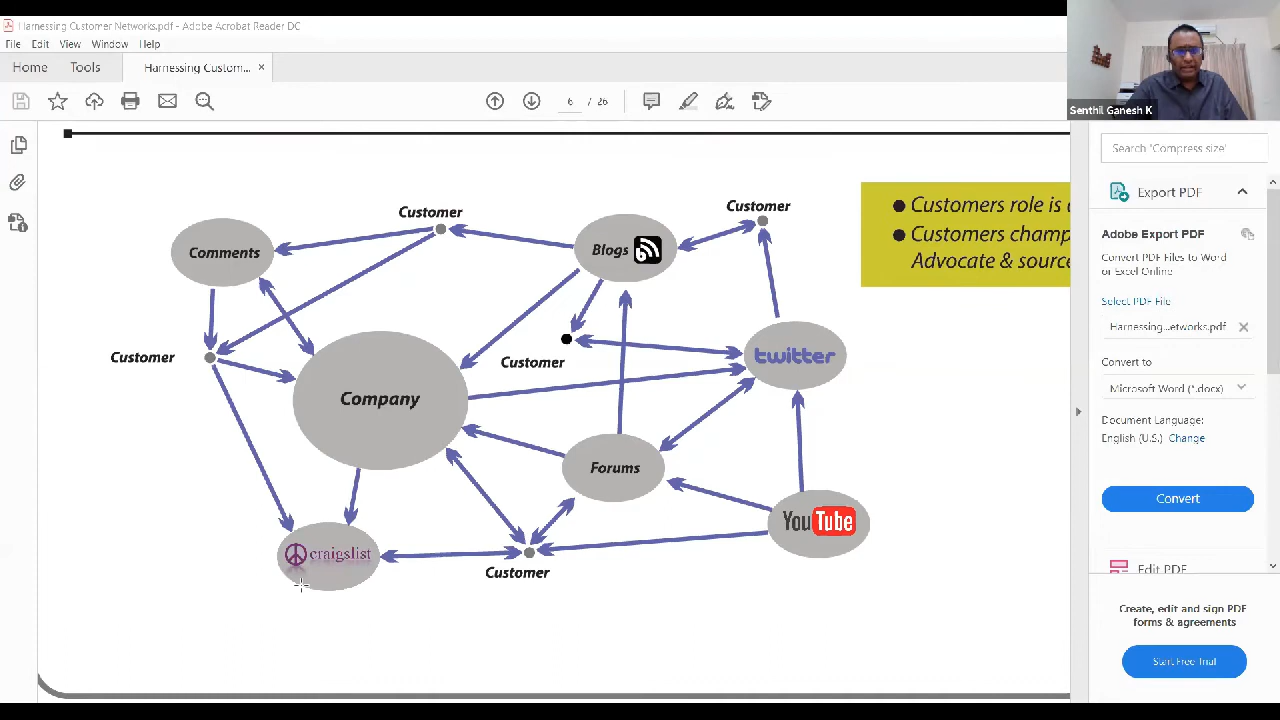 Harnessing Customer Networks.pdf - Adobe Acrobat Reader DC
File Edit View Window Help
Home Tools Harnessing Custom... ×
6 / 26
Senthil Ganesh K
Search 'Compress size'
Export PDF
Adobe Export PDF
Convert PDF Files to Word
or Excel Online
Select PDF File
Harnessing...etworks.pdf
Convert to
Microsoft Word (*.docx)
Document Language:
English (U.S.) Change
Convert
Edit PDF
Create, edit and sign PDF
forms & agreements
Start Free Trial
Customers role is
Customers champ
Advocate & source
Customer
Customer
Comments
Blogs
Customer
Customer
twitter
Company
Forums
YouTube
craigslist
Customer